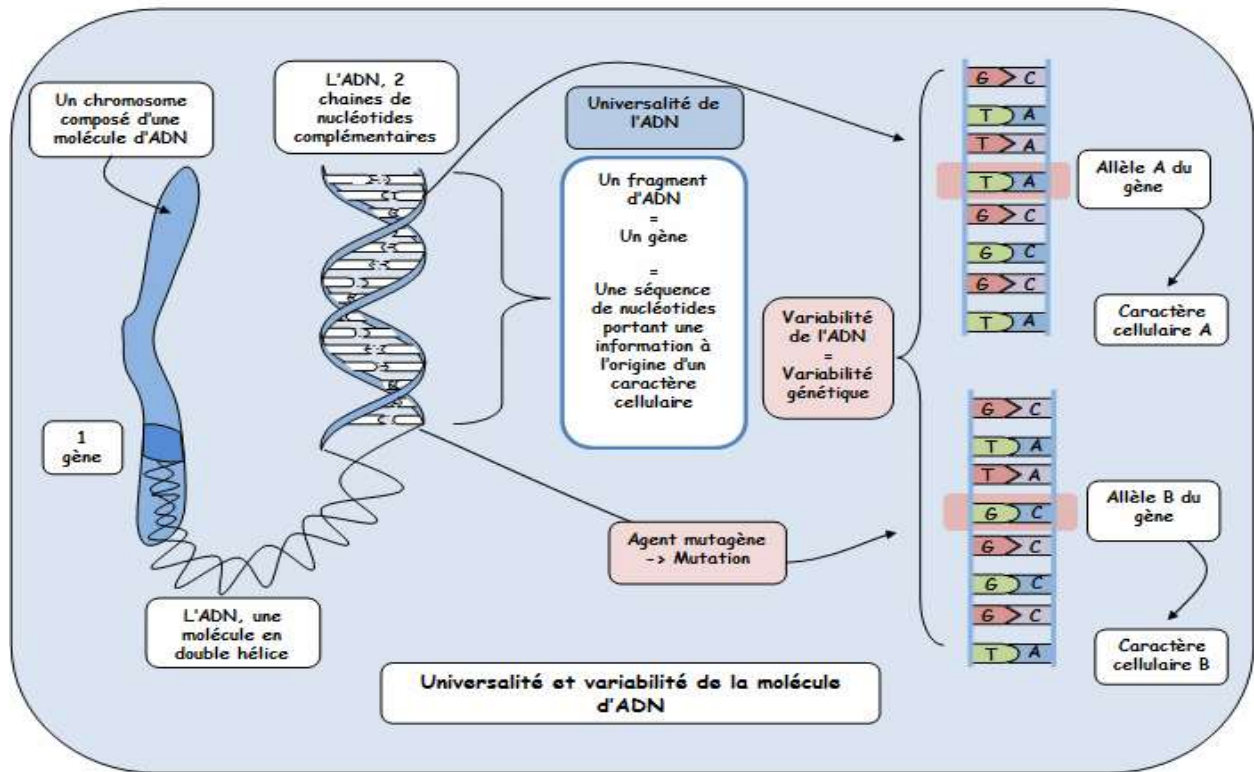 Un chromosome
composé d'une
molécule d'ADN
L'ADN, 2
chaines de
nucléotides
complémentaires
Universalité de
l'ADN
Un fragment
d'ADN
=
Un gène
=
Une séquence
de nucléotides
portant une
information à
l'origine d'un
caractère
cellulaire
1
gène
L'ADN, une
molécule en
double hélice
Agent mutagène
-> Mutation
Variabilité
de l'ADN
=
Variabilité
génétique
G C
T A
T A
T A
G C
G C
G C
T A
Allèle A du
gène
Caractère
cellulaire A
G C
T A
T A
G C
G C
G C
G C
T A
Allèle B du
gène
Caractère
cellulaire B
Universalité et variabilité de la molécule
d'ADN